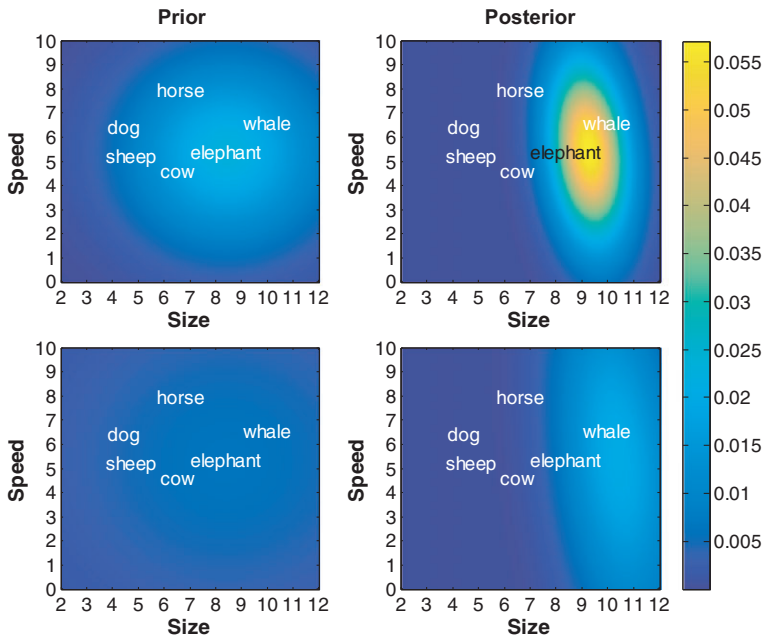 Prior
Posterior
10
9
8
7
6
5
4
3
2
1
0
Speed
horse
dog
whale
sheep
elephant
cow
2 3 4 5 6 7 8 9 10 11 12
Size
10
9
8
7
6
5
4
3
2
1
0
Speed
horse
dog
whale
sheep
elephant
cow
2 3 4 5 6 7 8 9 10 11 12
Size
0.055
0.05
0.045
0.04
0.035
0.03
0.025
0.02
0.015
0.01
0.005
10
9
8
7
6
5
4
3
2
1
0
Speed
horse
dog
whale
sheep
elephant
cow
2 3 4 5 6 7 8 9 10 11 12
Size
10
9
8
7
6
5
4
3
2
1
0
Speed
horse
dog
whale
sheep
elephant
cow
2 3 4 5 6 7 8 9 10 11 12
Size